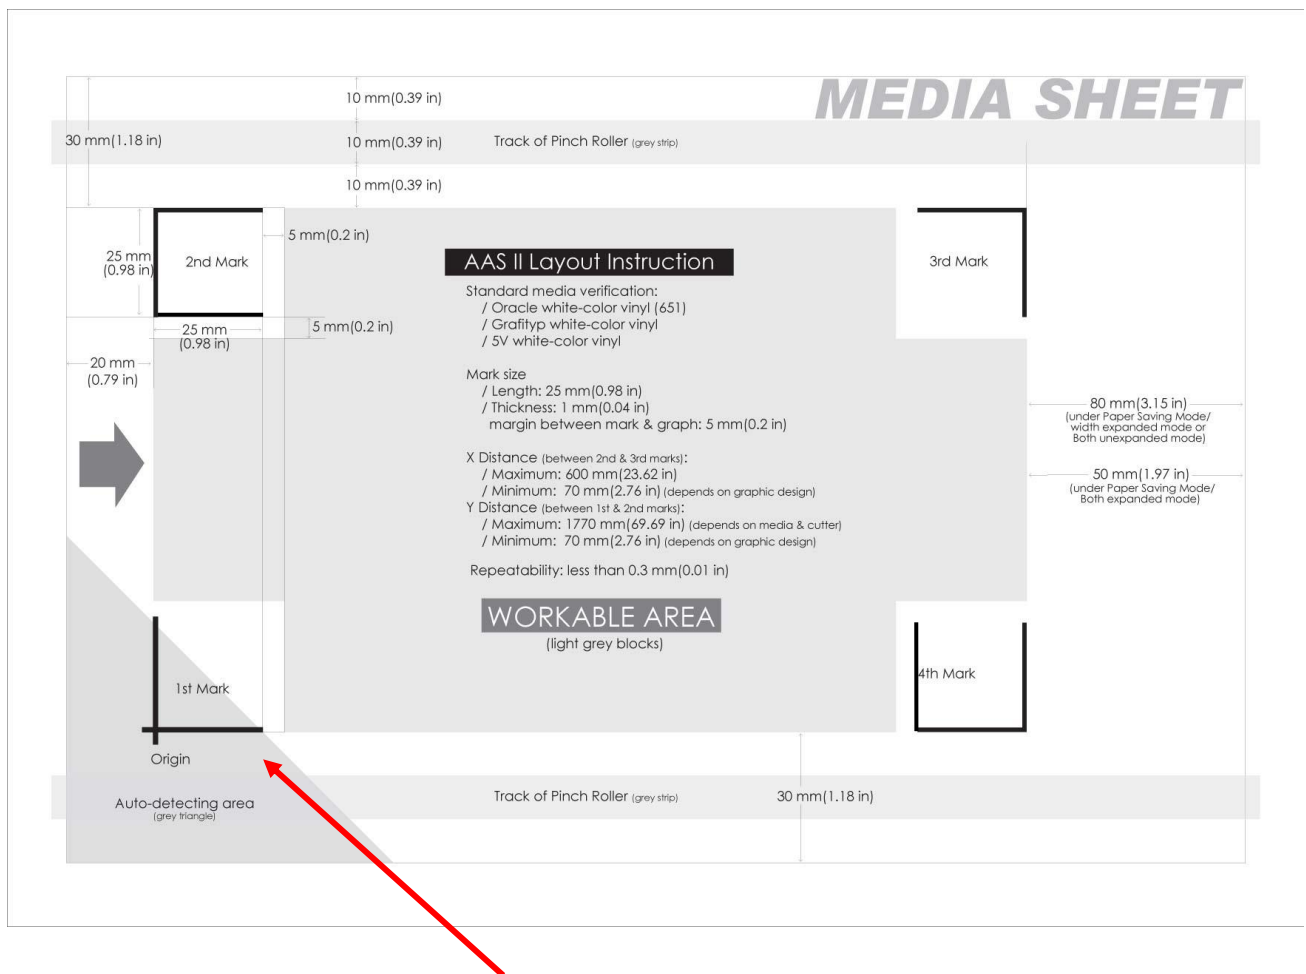 MEDIA SHEET
10 mm(0.39 in)
30 mm(1.18 in)
10 mm(0.39 in)
Track of Pinch Roller (grey strip)
10 mm(0.39 in)
5 mm(0.2 in)
25 mm
(0.98 in)
2nd Mark
AAS II Layout Instruction
3rd Mark
Standard media verification:
/ Oracle white-color vinyl (651)
/ Grafityp white-color vinyl
/ 5V white-color vinyl
25 mm
(0.98 in)
5 mm(0.2 in)
20 mm
(0.79 in)
Mark size
/ Length: 25 mm(0.98 in)
/ Thickness: 1 mm(0.04 in)
margin between mark & graph: 5 mm(0.2 in)
80 mm(3.15 in)
(under Paper Saving Mode/
width expanded mode or
Both unexpanded mode)
X Distance (between 2nd & 3rd marks):
/ Maximum: 600 mm(23.62 in)
/ Minimum: 70 mm(2.76 in) (depends on graphic design)
Y Distance (between 1st & 2nd marks):
/ Maximum: 1770 mm(69.69 in) (depends on media & cutter)
/ Minimum: 70 mm(2.76 in) (depends on graphic design)
50 mm(1.97 in)
(under Paper Saving Mode/
Both expanded mode)
Repeatability: less than 0.3 mm(0.01 in)
WORKABLE AREA
(light grey blocks)
1st Mark
4th Mark
Origin
Auto-detecting area
(grey triangle)
Track of Pinch Roller (grey strip)
30 mm(1.18 in)